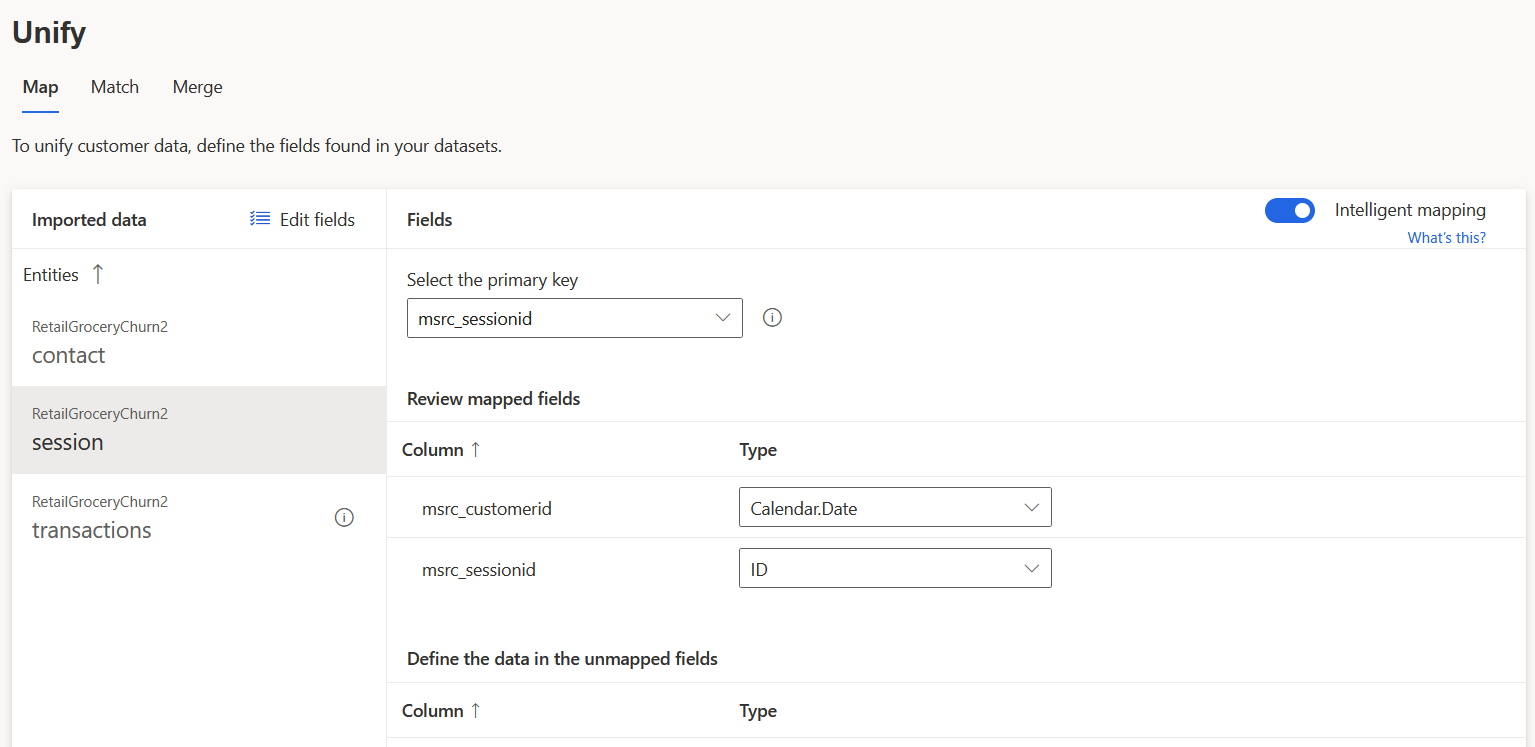 Unify
Map Match Merge
To unify customer data, define the fields found in your datasets.
Imported data Edit fields
Entities
RetailGroceryChurn2
contact
RetailGroceryChurn2
session
RetailGroceryChurn2
transactions
Fields
Intelligent mapping
What's this?
Select the primary key
msrc_sessionid
Review mapped fields
Column Type
msrc_customerid Calendar.Date
msrc_sessionid ID
Define the data in the unmapped fields
Column Type